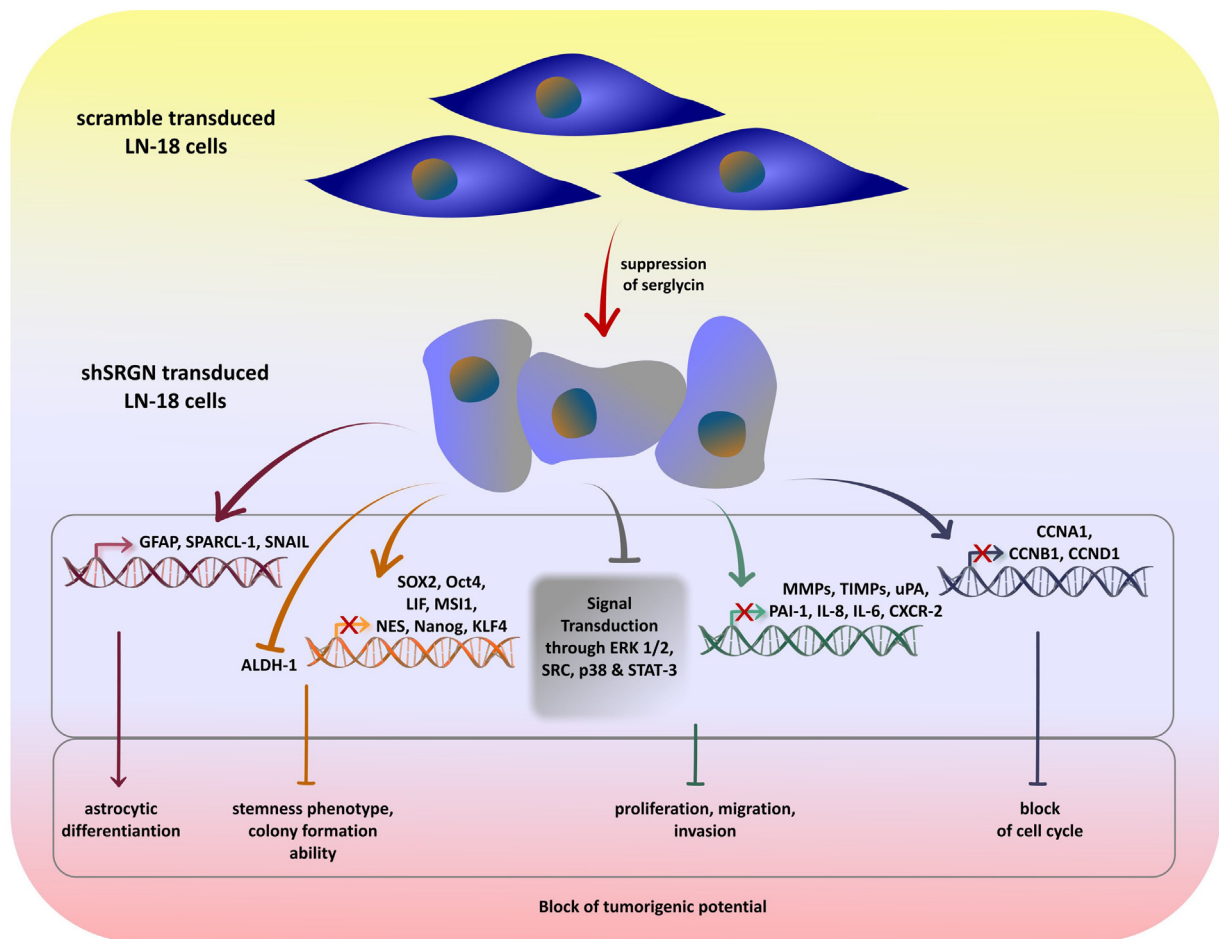 scramble transduced
LN-18 cells
suppression
of serglycin
shSRGN transduced
LN-18 cells
GFAP, SPARCL-1, SNAIL
ALDH-1
SOX2, Oct4,
LIF, MSI1,
NES, Nanog, KLF4
Signal
Transduction
through ERK 1/2,
SRC, p38 & STAT-3
MMPs, TIMPs, uPA,
PAI-1, IL-8, IL-6, CXCR-2
CCNA1,
CCNB1, CCND1
astrocytic
differentiantion
stemness phenotype,
colony formation
ability
proliferation, migration,
invasion
block
of cell cycle
Block of tumorigenic potential